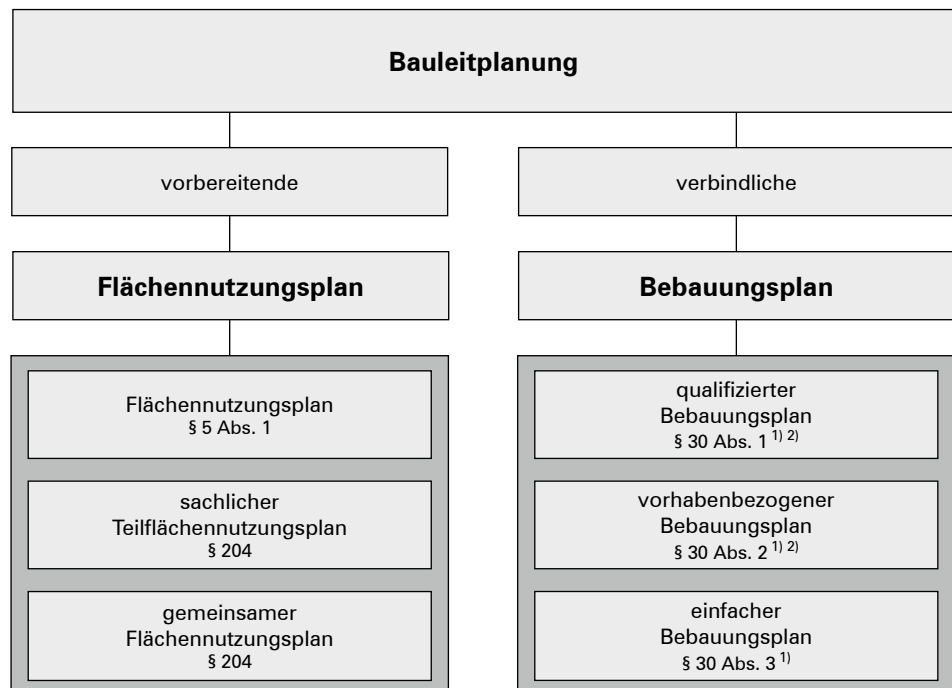 Bauleitplanung
vorbereitende
verbindliche
Flächennutzungsplan
Bebauungsplan
Flächennutzungsplan
§ 5 Abs. 1
sachlicher
Teilflächennutzungsplan
§ 204
gemeinsamer
Flächennutzungsplan
§ 204
qualifizierter
Bebauungsplan
§ 30 Abs. 1 1) 2)
vorhabenbezogener
Bebauungsplan
§ 30 Abs. 2 1) 2)
einfacher
Bebauungsplan
§ 30 Abs. 3 1)